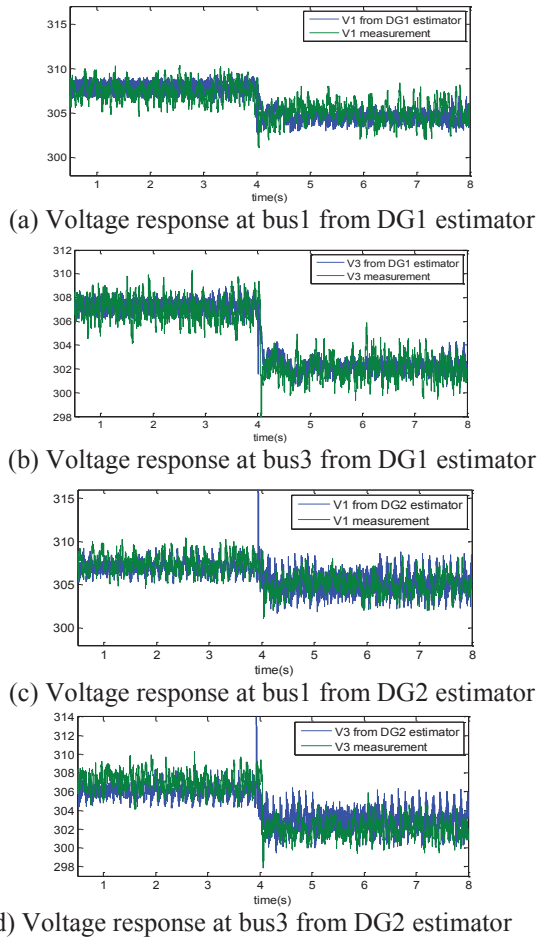 315
310
305
300
V1 from DG1 estimator
V1 measurement
1 2 3 4 5 6 7 8
time(s)
(a) Voltage response at bus1 from DG1 estimator
312
310
308
306
304
302
300
298
V3 from DG1 estimator
V3 measurement
1 2 3 4 5 6 7 8
time(s)
(b) Voltage response at bus3 from DG1 estimator
315
310
305
300
V1 from DG2 estimator
V1 measurement
1 2 3 4 5 6 7 8
time(s)
(c) Voltage response at bus1 from DG2 estimator
314
312
310
308
306
304
302
300
298
V3 from DG2 estimator
V3 measurement
1 2 3 4 5 6 7 8
time(s)
d) Voltage response at bus3 from DG2 estimator